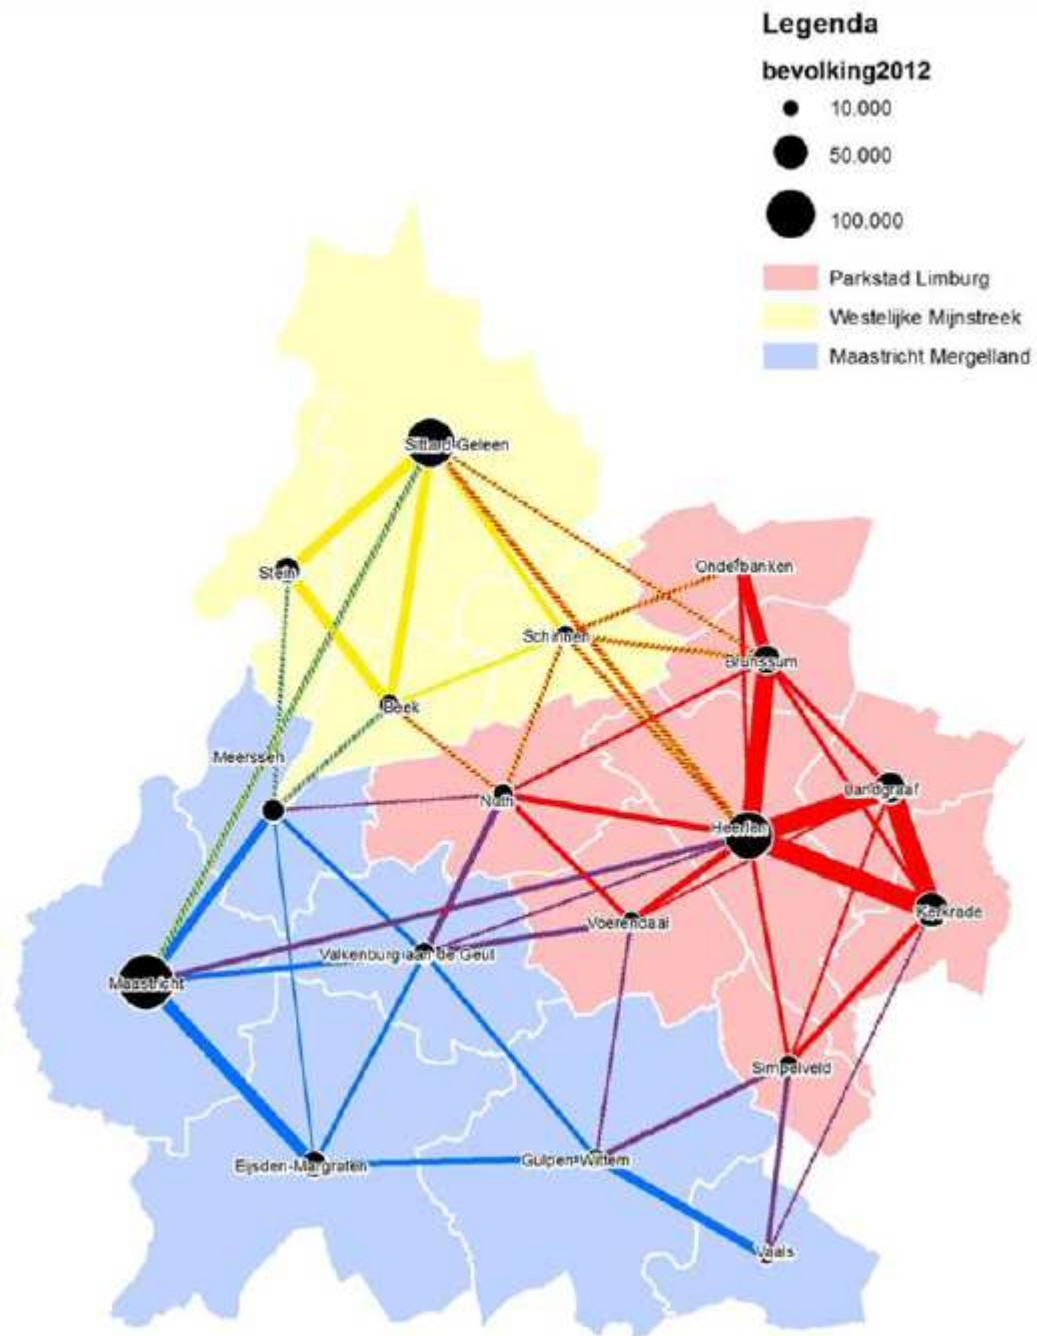 Legenda
bevolking2012
10.000
50.000
100.000
Parkstad Limburg
Westelijke Mijnstreek
Maastricht Mergelland
Sittard-Geleen
Stein
Onderbanken
Schinnen
Brunssum
Beek
Meerssen
Landgraaf
Nuth
Heerlen
Kerkrade
Voerendaal
Valkenburg aan de Geul
Maastricht
Simpelveld
Eijsden-Margraten
Gulpen-Wittem
Vaals